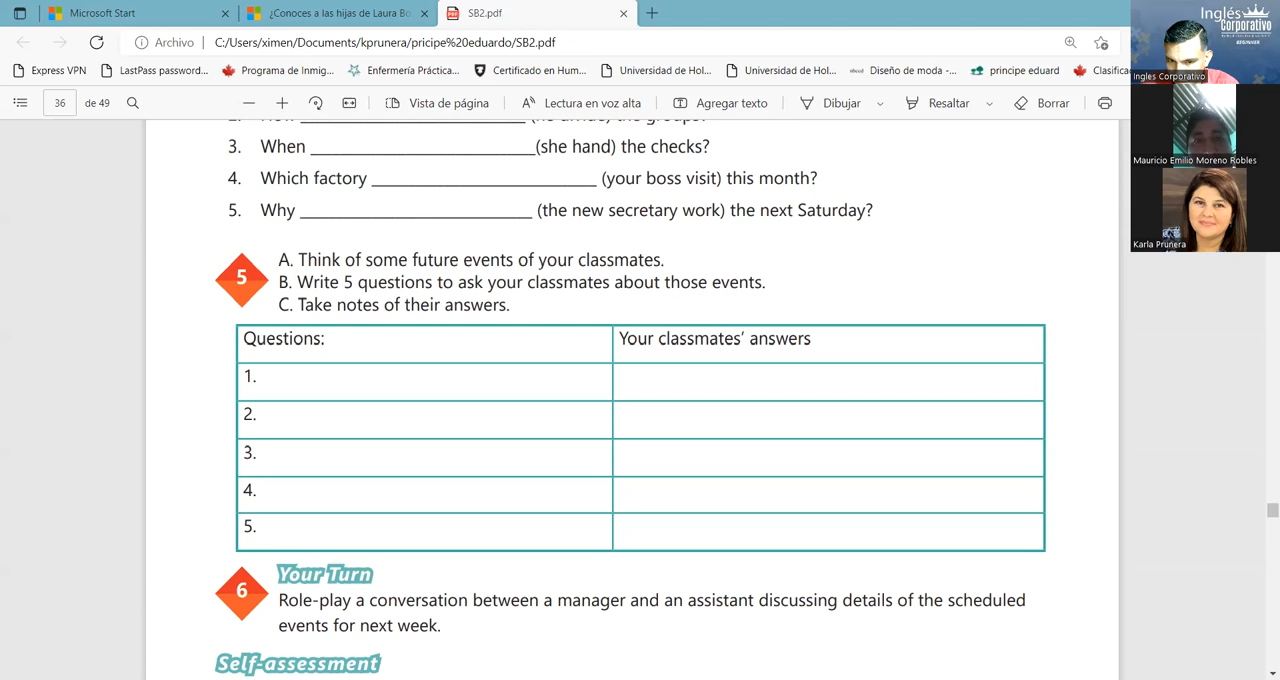 Microsoft Start
¿Conoces a las hijas de Laura Bo
SB2.pdf
Archivo
C:/Users/ximen/Documents/kprunera/pricipe%20eduardo/SB2.pdf
Express VPN
LastPass password...
Programa de Inmig...
Enfermería Práctica...
Certificado en Hum...
Universidad de Hol...
Universidad de Hol...
Diseño de moda -...
principe eduard
Clasifica
36
de 49
Vista de página
Lectura en voz alta
Agregar texto
Dibujar
Resaltar
Borrar
3. When ____________________(she hand) the checks?
4. Which factory ____________________ (your boss visit) this month?
5. Why ____________________ (the new secretary work) the next Saturday?
5
A. Think of some future events of your classmates.
B. Write 5 questions to ask your classmates about those events.
C. Take notes of their answers.
Questions:
Your classmates' answers
1.
2.
3.
4.
5.
6
Your Turn
Role-play a conversation between a manager and an assistant discussing details of the scheduled
events for next week.
Self-assessment
Inglés
Corporativo
BEGINNER
Ingles Corporativo
Mauricio Emilio Moreno Robles
Karla Prunera